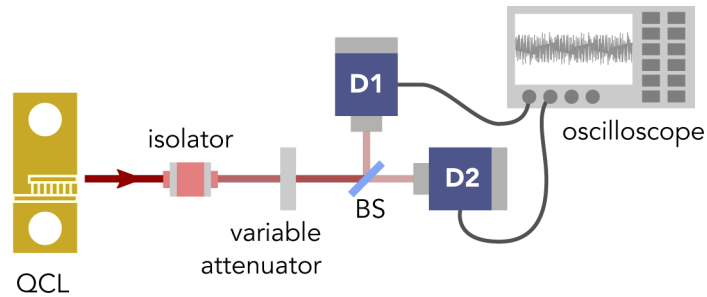 D1
isolator
oscilloscope
D2
BS
variable
attenuator
QCL